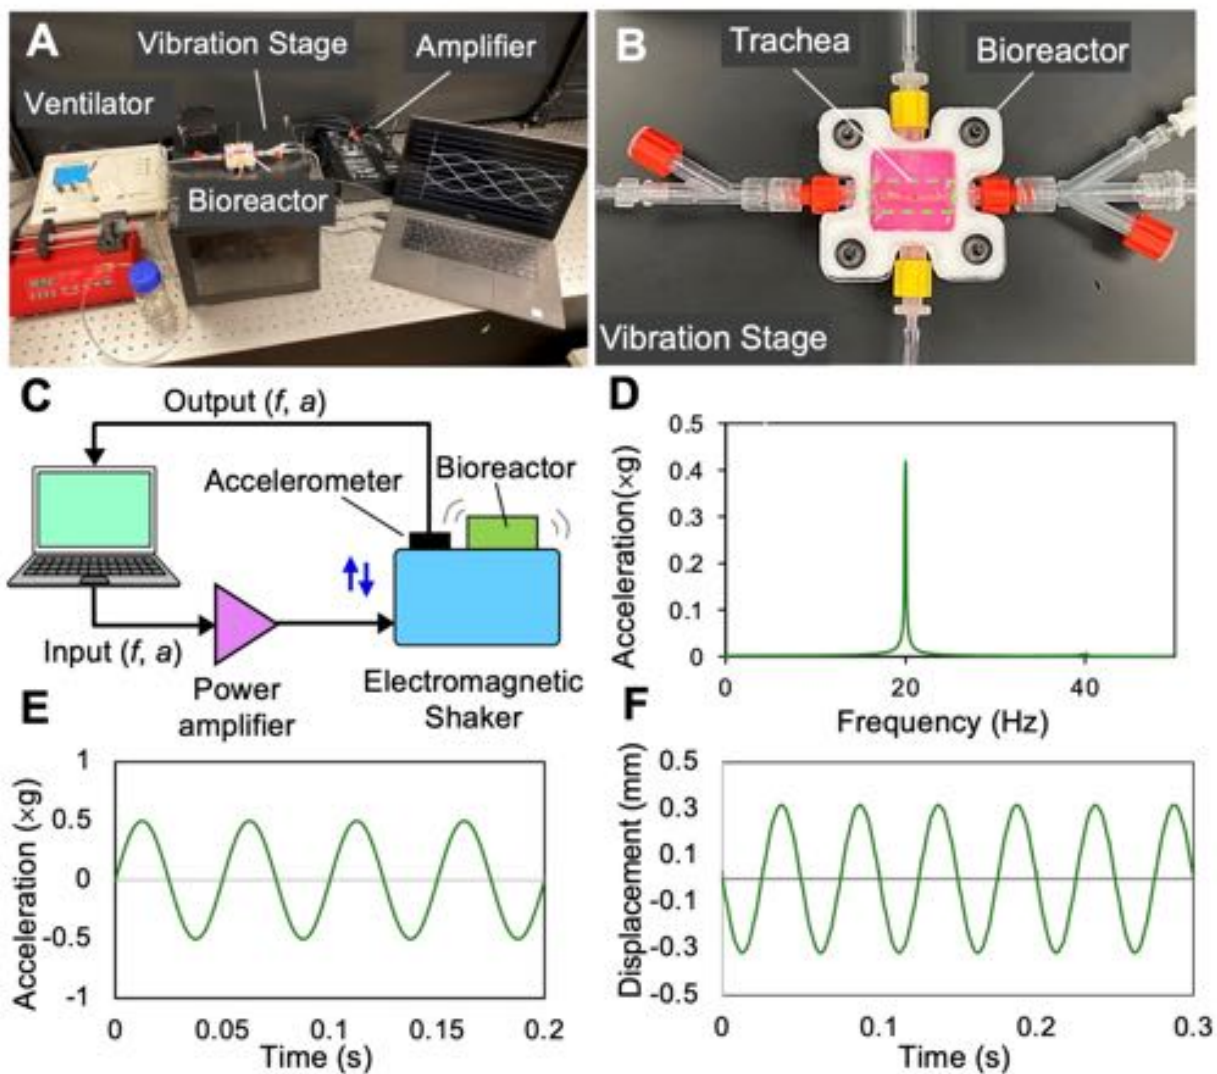 A
Vibration Stage
Amplifier
Ventilator
Bioreactor
B
Trachea
Bioreactor
Vibration Stage
C
Output (f, a)
Accelerometer
Bioreactor
Input (f, a)
Power
amplifier
Electromagnetic
Shaker
D
Acceleration(×g)
0.5
0.4
0.3
0.2
0.1
0
0
20
40
Frequency (Hz)
E
Acceleration (×g)
1
0.5
0
-0.5
-1
0
0.05
0.1
0.15
0.2
Time (s)
F
Displacement (mm)
0.5
0.3
0.1
-0.1
-0.3
-0.5
0
0.1
0.2
0.3
Time (s)